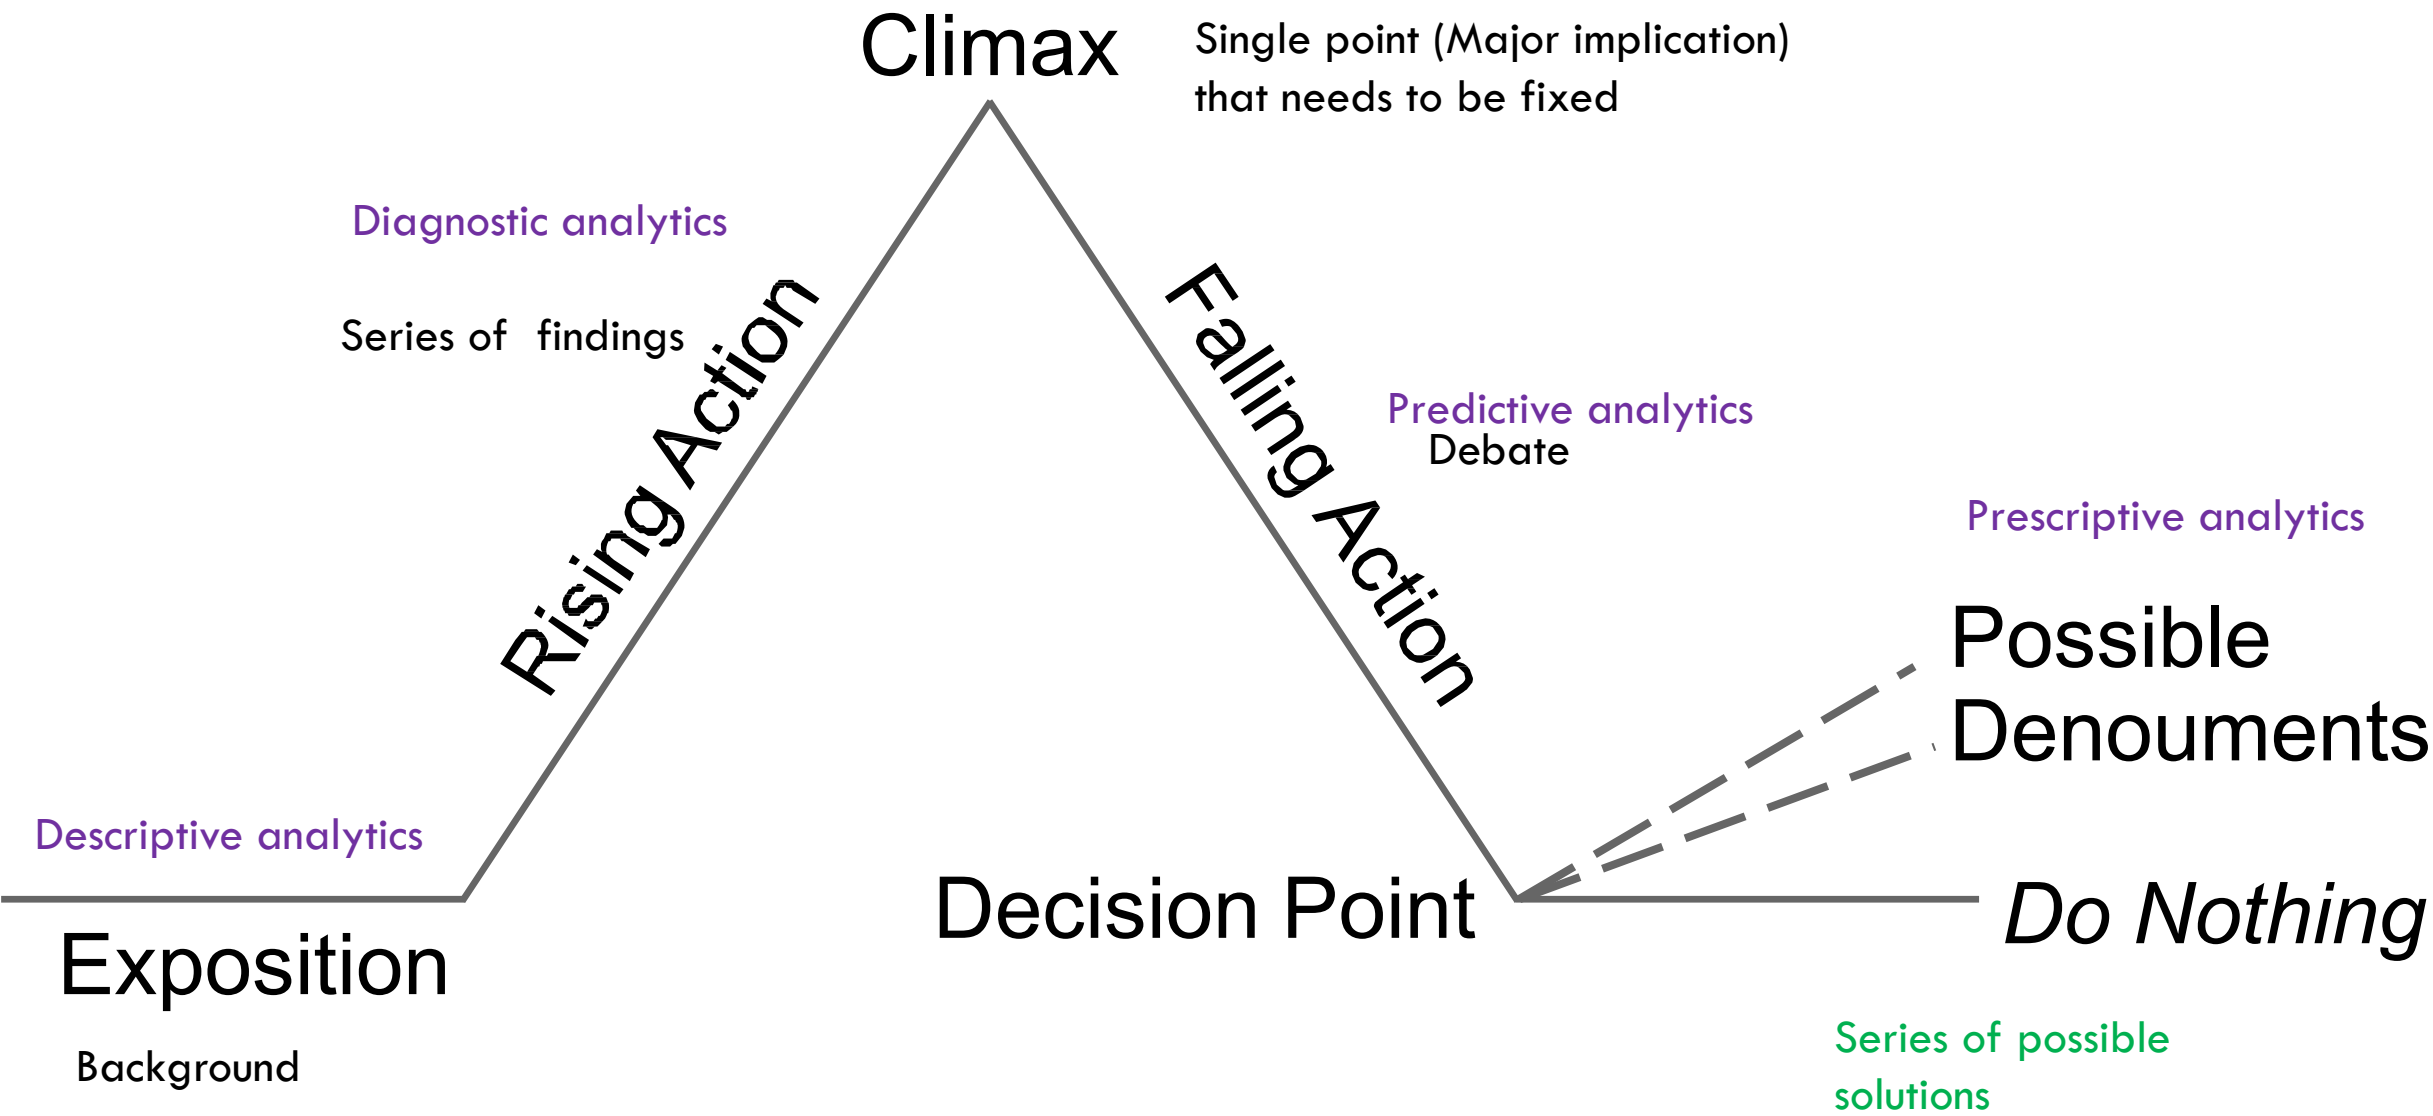 Climax
Single point (Major implication)
that needs to be fixed
Diagnostic analytics
Series of  findings
Rising Action
Falling Action
Predictive analytics
Debate
Prescriptive analytics
Possible
Denouments
Descriptive analytics
Decision Point
Do Nothing
Exposition
Background
Series of possible
solutions